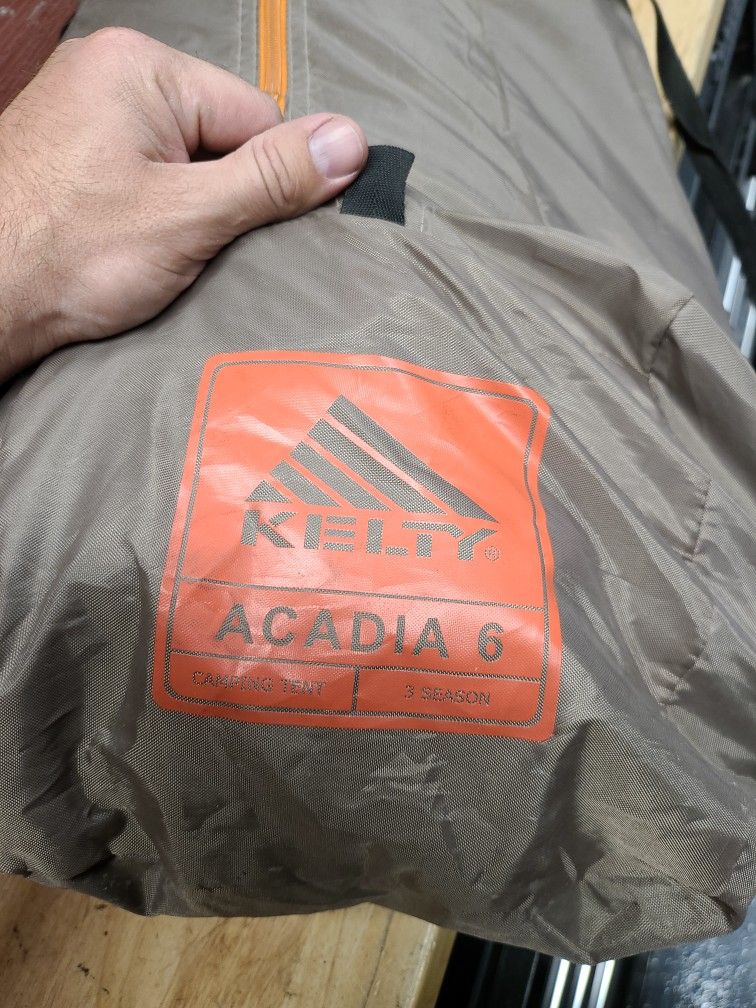 KELTY®
ACADIA 6
CAMPING TENT
3 SEASON